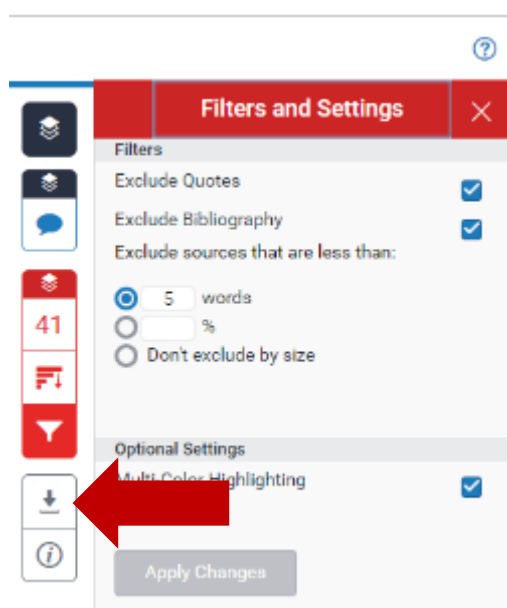 Filters and Settings
Filters
Exclude Quotes
Exclude Bibliography
Exclude sources that are less than:
5 words
%
Don't exclude by size
41
Optional Settings
Multi-Color Highlighting
Apply Changes